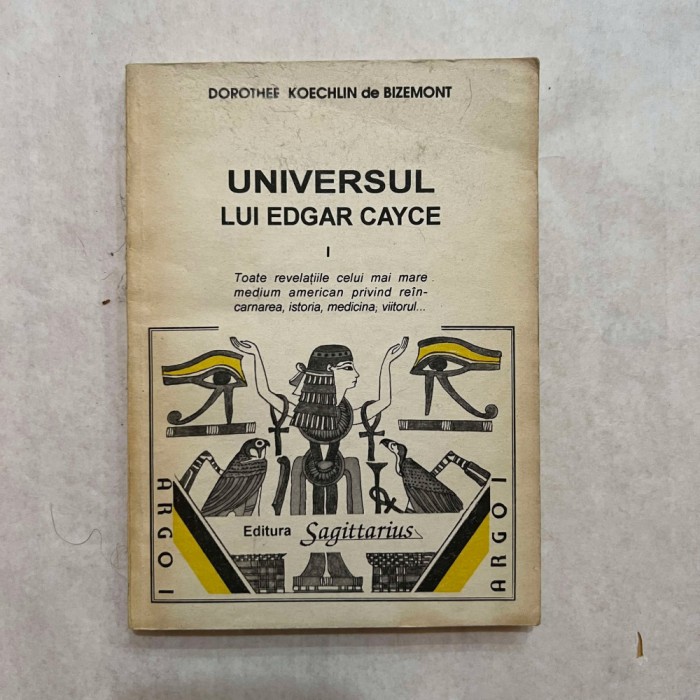 DOROTHEE KOECHLIN de BIZEMONT
UNIVERSUL
LUI EDGAR CAYCE
I
Toate revelațiile celui mai mare
medium american privind reîn-
carnarea, istoria, medicina, viitorul...
ARGOI
ARGOI
Editura Sagittarius